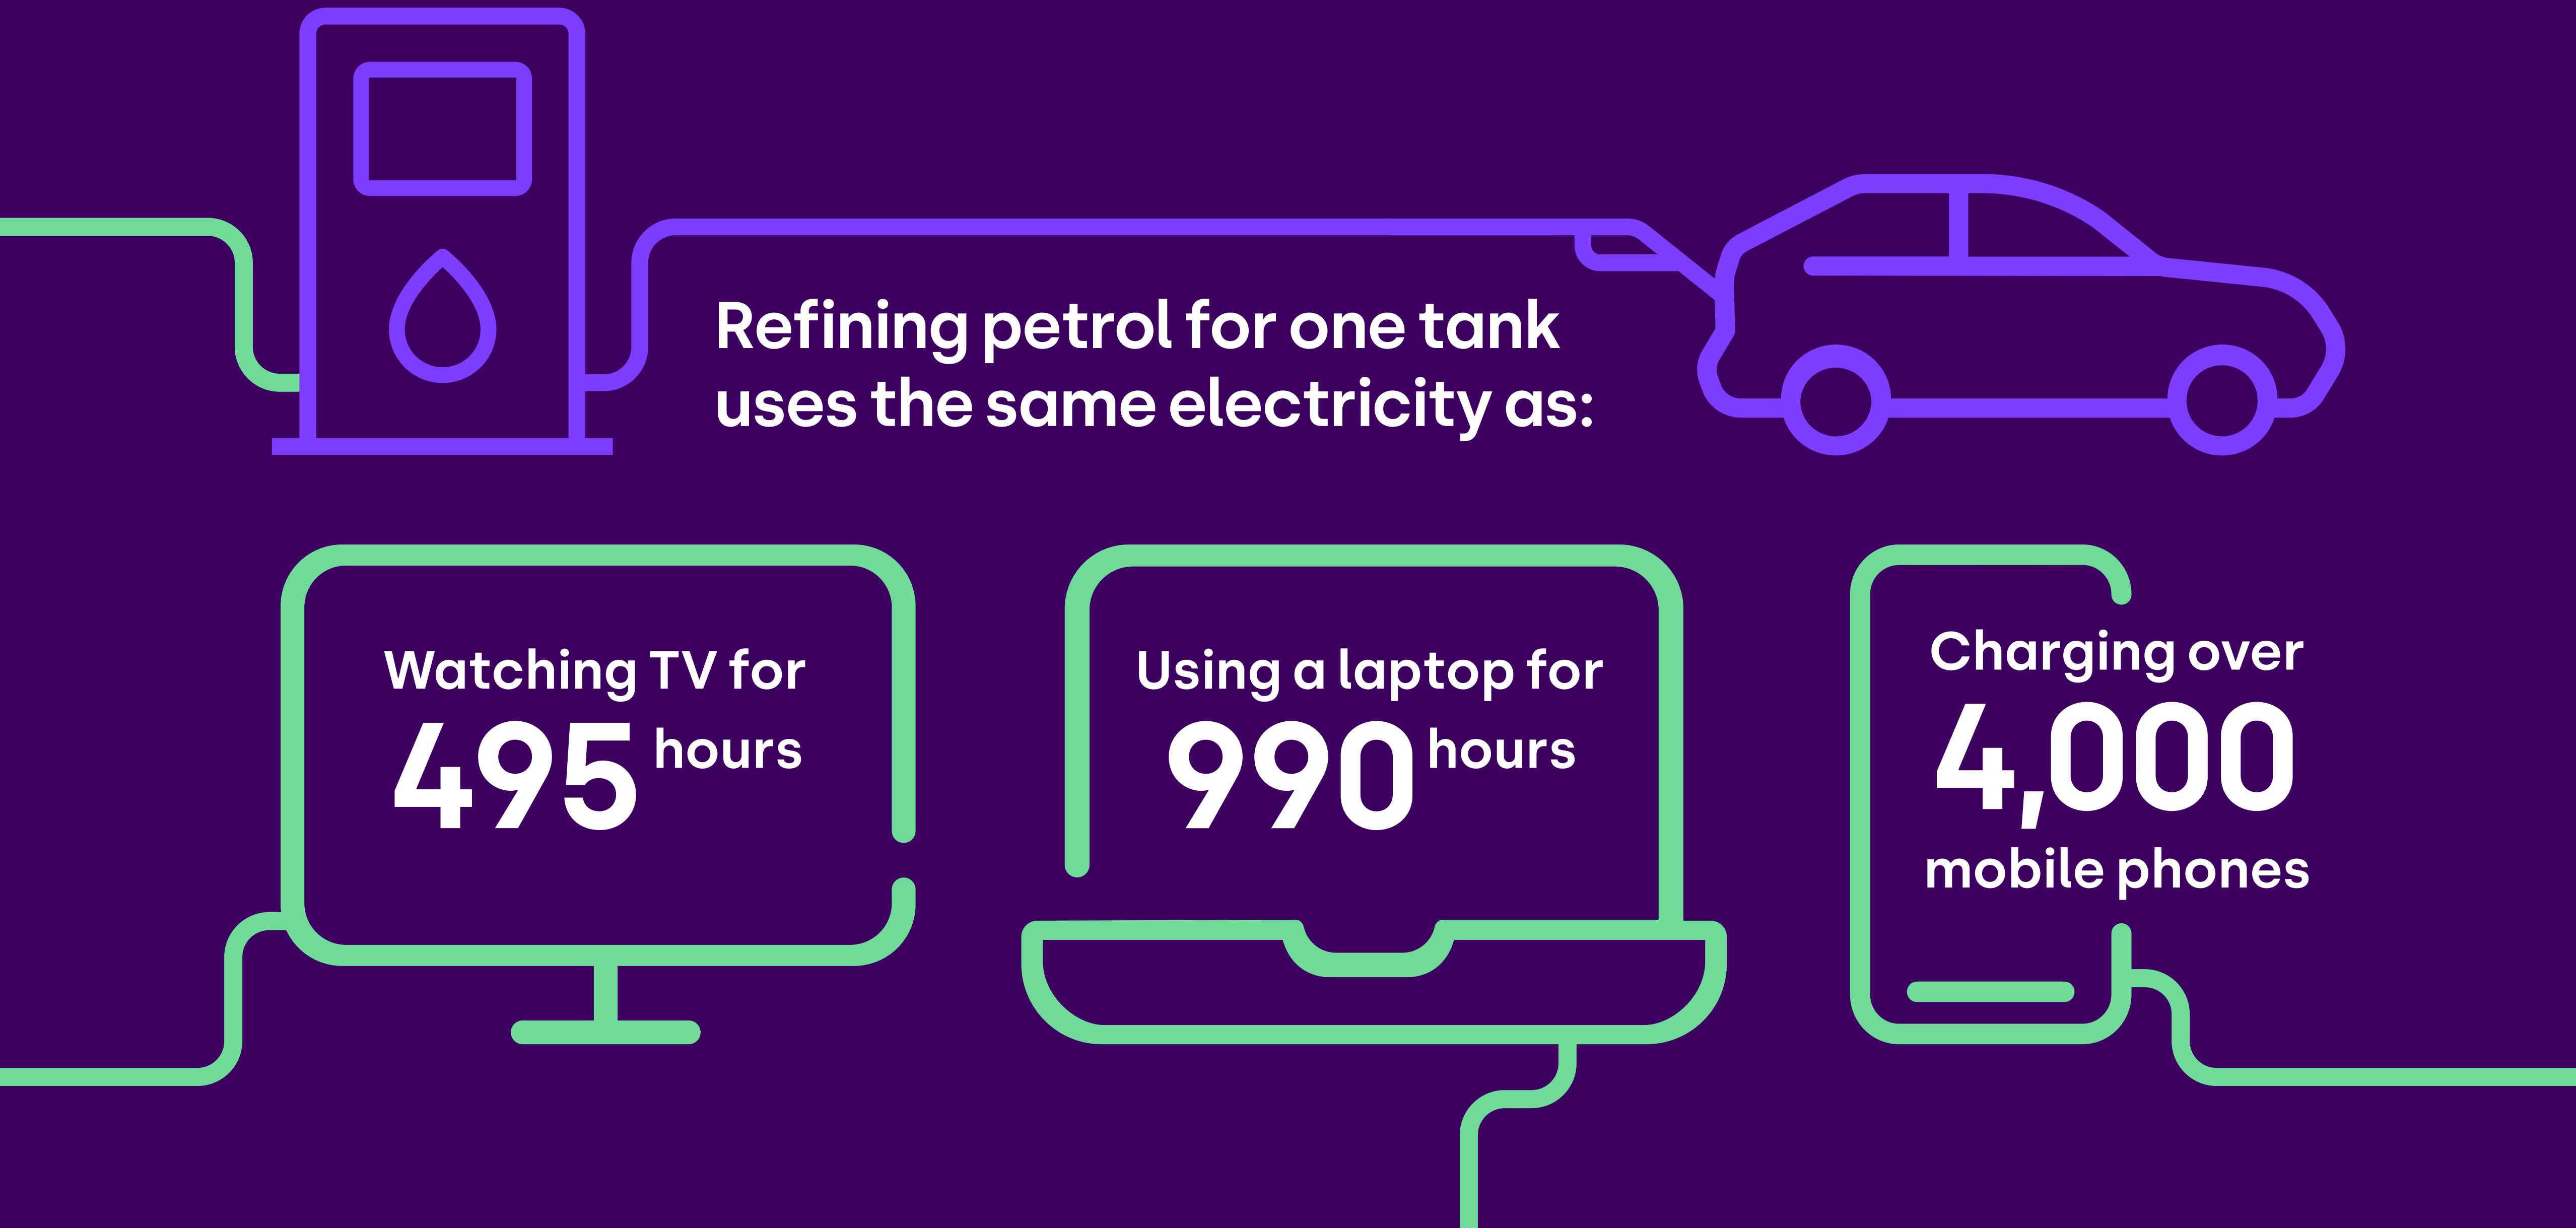 Refining petrol for one tank
uses the same electricity as:
Watching TV for
495 hours
Using a laptop for
990 hours
Charging over
4,000
mobile phones